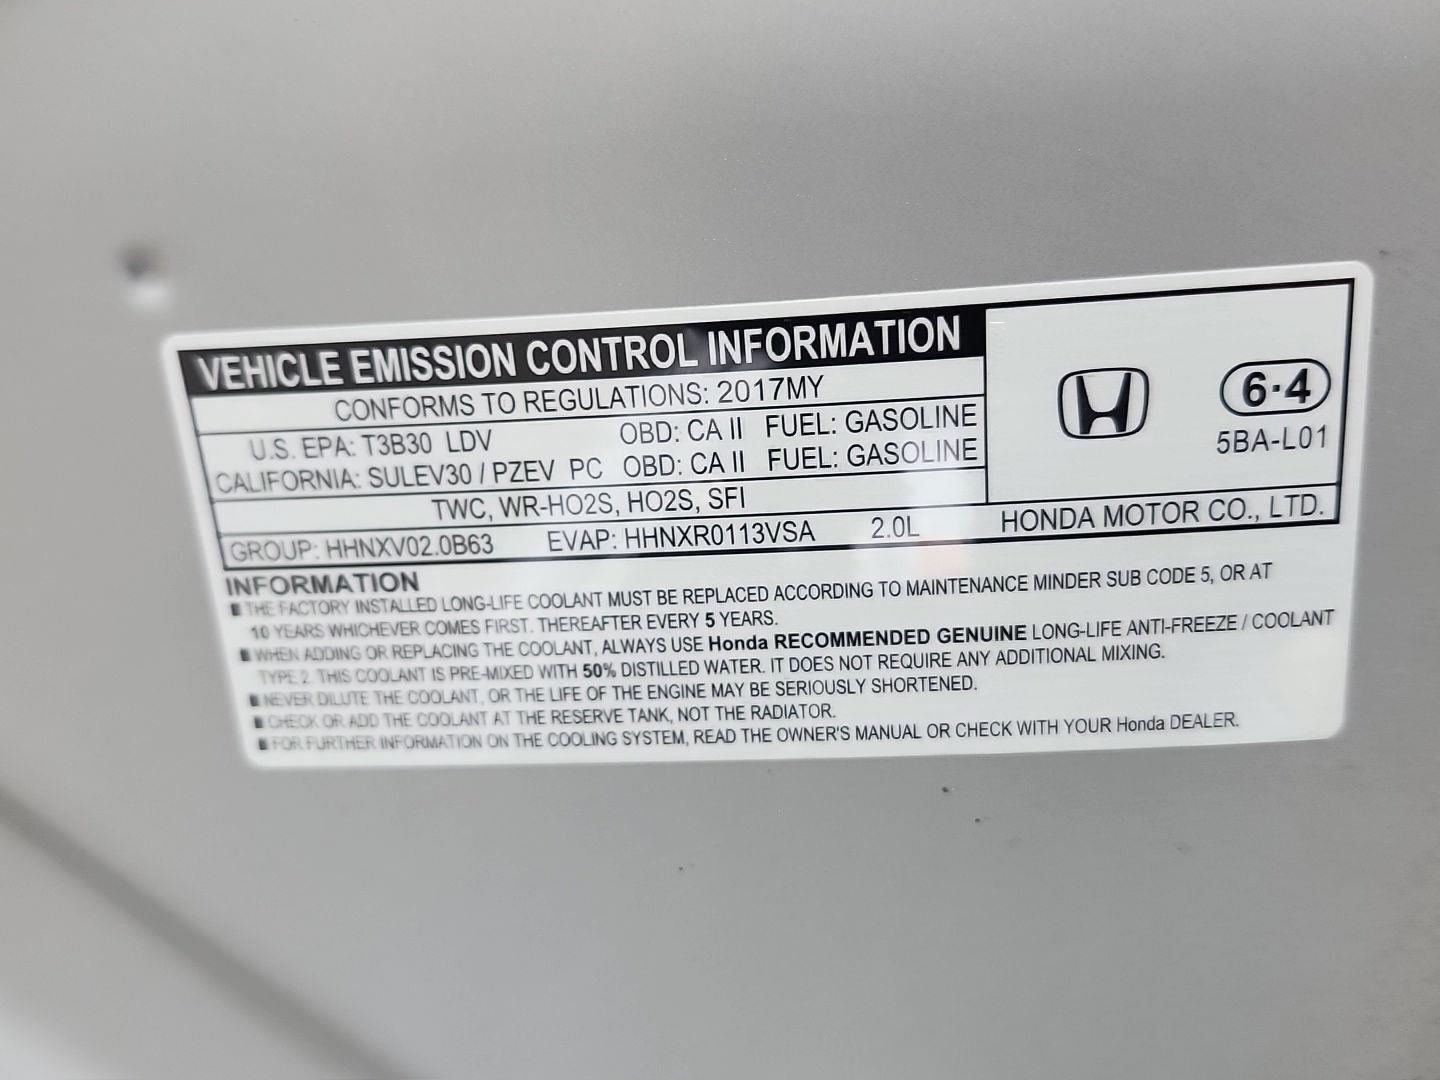 VEHICLE EMISSION CONTROL INFORMATION
CONFORMS TO REGULATIONS: 2017MY
U.S. EPA: T3B30 LDV OBD: CA II FUEL: GASOLINE
CALIFORNIA: SULEV30 / PZEV PC OBD: CA II FUEL: GASOLINE
TWC, WR-HO2S, HO2S, SFI
GROUP: HHNXV02.0B63 EVAP: HHNXR0113VSA 2.0L
6·4
5BA-L01
HONDA MOTOR CO., LTD.
INFORMATION
■ THE FACTORY INSTALLED LONG-LIFE COOLANT MUST BE REPLACED ACCORDING TO MAINTENANCE MINDER SUB CODE 5, OR AT
10 YEARS WHICHEVER COMES FIRST. THEREAFTER EVERY 5 YEARS.
■ WHEN ADDING OR REPLACING THE COOLANT, ALWAYS USE Honda RECOMMENDED GENUINE LONG-LIFE ANTI-FREEZE / COOLANT
TYPE 2. THIS COOLANT IS PRE-MIXED WITH 50% DISTILLED WATER. IT DOES NOT REQUIRE ANY ADDITIONAL MIXING.
■ NEVER DILUTE THE COOLANT, OR THE LIFE OF THE ENGINE MAY BE SERIOUSLY SHORTENED.
■ CHECK OR ADD THE COOLANT AT THE RESERVE TANK, NOT THE RADIATOR.
■ FOR FURTHER INFORMATION ON THE COOLING SYSTEM, READ THE OWNER'S MANUAL OR CHECK WITH YOUR Honda DEALER.